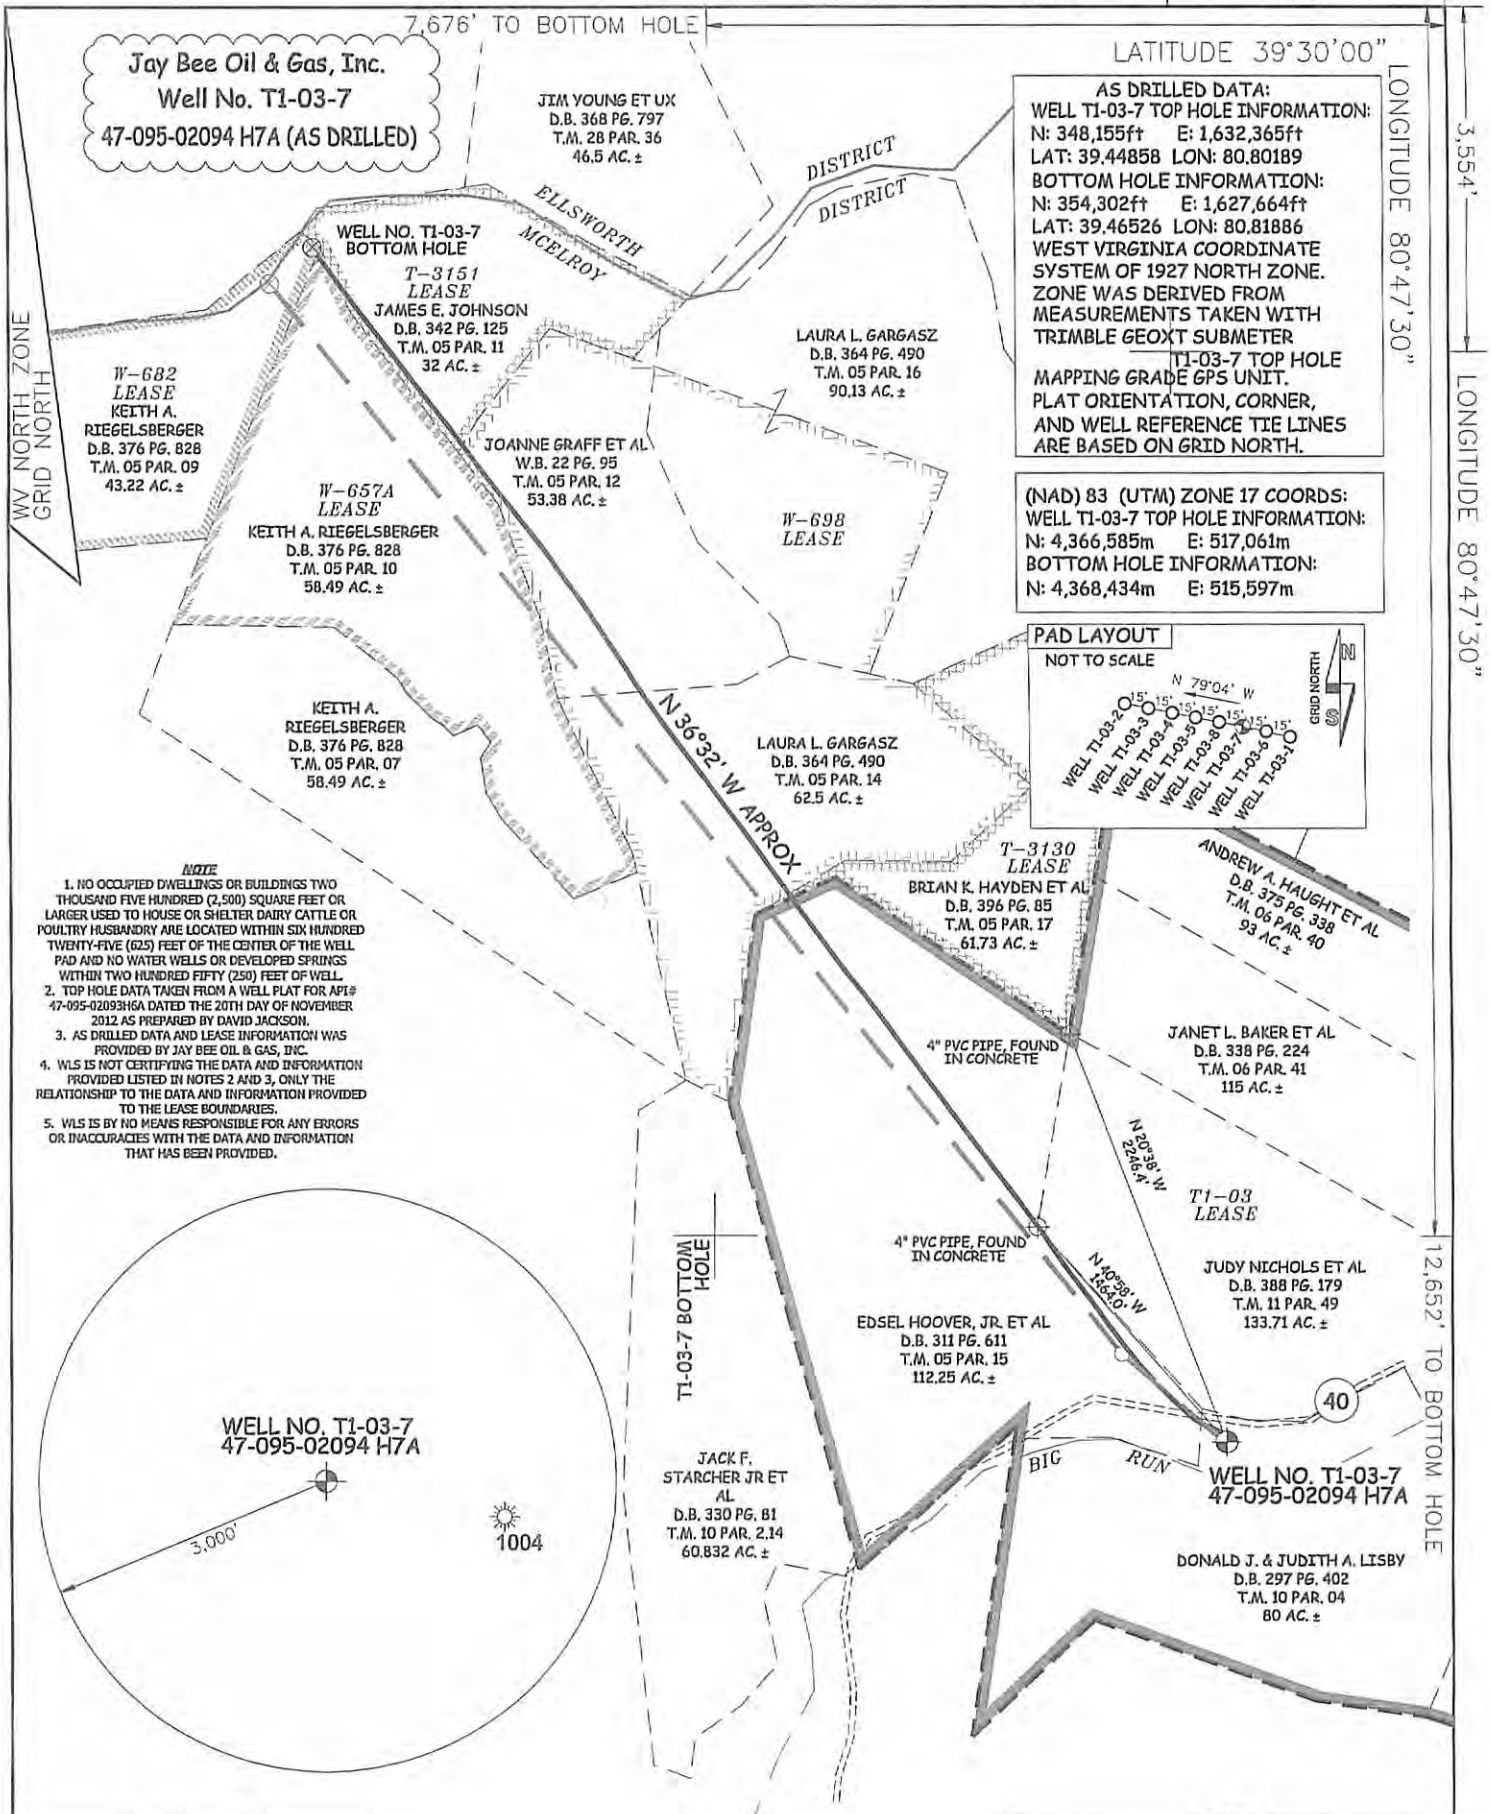 7,676' TO BOTTOM HOLE
Jay Bee Oil & Gas, Inc.
Well No. T1-03-7
47-095-02094 H7A (AS DRILLED)
JIM YOUNG ET UX
D.B. 368 PG. 797
T.M. 28 PAR. 36
46.5 AC. ±
LATITUDE 39°30'00"
LONGITUDE 80°47'30"
3,554'
LONGITUDE 80°47'30"
AS DRILLED DATA:
WELL T1-03-7 TOP HOLE INFORMATION:
N: 348,155ft E: 1,632,365ft
LAT: 39.44858 LON: 80.80189
BOTTOM HOLE INFORMATION:
N: 354,302ft E: 1,627,664ft
LAT: 39.46526 LON: 80.81886
WEST VIRGINIA COORDINATE
SYSTEM OF 1927 NORTH ZONE.
ZONE WAS DERIVED FROM
MEASUREMENTS TAKEN WITH
TRIMBLE GEOXT SUBMETER
T1-03-7 TOP HOLE
MAPPING GRADE GPS UNIT.
PLAT ORIENTATION, CORNER,
AND WELL REFERENCE TIE LINES
ARE BASED ON GRID NORTH.
DISTRICT
DISTRICT
ELLSWORTH
MCELROY
WELL NO. T1-03-7
BOTTOM HOLE
T-3151
LEASE
JAMES E. JOHNSON
D.B. 342 PG. 125
T.M. 05 PAR. 11
32 AC. ±
LAURA L. GARGASZ
D.B. 364 PG. 490
T.M. 05 PAR. 16
90.13 AC. ±
WV NORTH ZONE
GRID NORTH
W-682
LEASE
KEITH A.
RIEGELSBERGER
D.B. 376 PG. 828
T.M. 05 PAR. 09
43.22 AC. ±
JOANNE GRAFF ET AL
W.B. 22 PG. 95
T.M. 05 PAR. 12
53.38 AC. ±
W-657A
LEASE
KEITH A. RIEGELSBERGER
D.B. 376 PG. 828
T.M. 05 PAR. 10
58.49 AC. ±
W-698
LEASE
(NAD) 83 (UTM) ZONE 17 COORDS:
WELL T1-03-7 TOP HOLE INFORMATION:
N: 4,366,585m E: 517,061m
BOTTOM HOLE INFORMATION:
N: 4,368,434m E: 515,597m
PAD LAYOUT
NOT TO SCALE
N 79°04' W
15' 15' 15' 15' 15' 15' 15'
WELL T1-03-2
WELL T1-03-3
WELL T1-03-4
WELL T1-03-5
WELL T1-03-8
WELL T1-03-7
WELL T1-03-6
WELL T1-03-1
GRID NORTH
N
S
KEITH A.
RIEGELSBERGER
D.B. 376 PG. 828
T.M. 05 PAR. 07
58.49 AC. ±
N 36°32' W APPROX
LAURA L. GARGASZ
D.B. 364 PG. 490
T.M. 05 PAR. 14
62.5 AC. ±
T-3130
LEASE
BRIAN K. HAYDEN ET AL
D.B. 396 PG. 85
T.M. 05 PAR. 17
61.73 AC. ±
ANDREW A. HAUGHT ET AL
D.B. 375 PG. 338
T.M. 06 PAR. 40
93 AC. ±
NOTE
1. NO OCCUPIED DWELLINGS OR BUILDINGS TWO
THOUSAND FIVE HUNDRED (2,500) SQUARE FEET OR
LARGER USED TO HOUSE OR SHELTER DAIRY CATTLE OR
POULTRY HUSBANDRY ARE LOCATED WITHIN SIX HUNDRED
TWENTY-FIVE (625) FEET OF THE CENTER OF THE WELL
PAD AND NO WATER WELLS OR DEVELOPED SPRINGS
WITHIN TWO HUNDRED FIFTY (250) FEET OF WELL.
2. TOP HOLE DATA TAKEN FROM A WELL PLAT FOR API#
47-095-02093H6A DATED THE 20TH DAY OF NOVEMBER
2012 AS PREPARED BY DAVID JACKSON.
3. AS DRILLED DATA AND LEASE INFORMATION WAS
PROVIDED BY JAY BEE OIL & GAS, INC.
4. WLS IS NOT CERTIFYING THE DATA AND INFORMATION
PROVIDED LISTED IN NOTES 2 AND 3, ONLY THE
RELATIONSHIP TO THE DATA AND INFORMATION PROVIDED
TO THE LEASE BOUNDARIES.
5. WLS IS BY NO MEANS RESPONSIBLE FOR ANY ERRORS
OR INACCURACIES WITH THE DATA AND INFORMATION
THAT HAS BEEN PROVIDED.
4" PVC PIPE, FOUND
IN CONCRETE
JANET L. BAKER ET AL
D.B. 338 PG. 224
T.M. 06 PAR. 41
115 AC. ±
N 20°38' W
2246.4'
T1-03
LEASE
4" PVC PIPE, FOUND
IN CONCRETE
N 40°58' W
1464.0'
JUDY NICHOLS ET AL
D.B. 388 PG. 179
T.M. 11 PAR. 49
133.71 AC. ±
12,652' TO BOTTOM HOLE
T1-03-7 BOTTOM
HOLE
EDSEL HOOVER, JR. ET AL
D.B. 311 PG. 611
T.M. 05 PAR. 15
112.25 AC. ±
40
BIG RUN
WELL NO. T1-03-7
47-095-02094 H7A
WELL NO. T1-03-7
47-095-02094 H7A
3,000'
1004
JACK F.
STARCHER JR ET
AL
D.B. 330 PG. 81
T.M. 10 PAR. 2.14
60.832 AC. ±
DONALD J. & JUDITH A. LISBY
D.B. 297 PG. 402
T.M. 10 PAR. 04
80 AC. ±